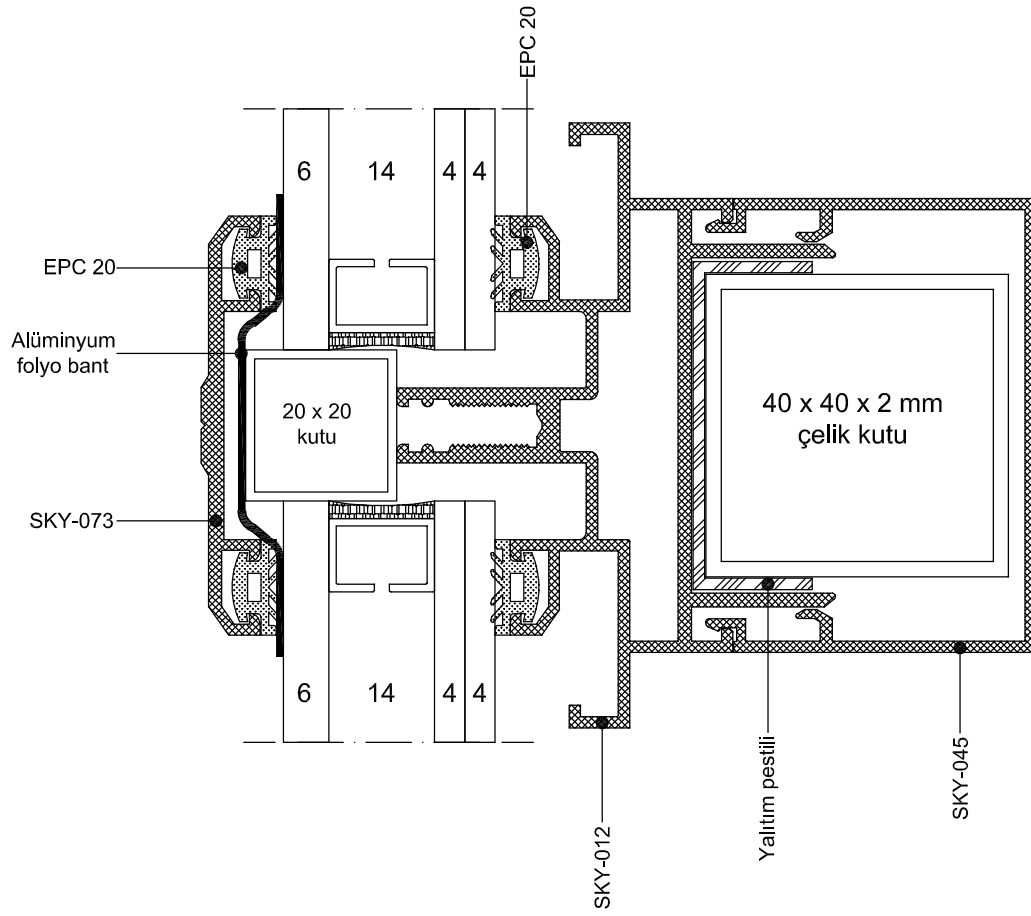 EPC 20
6
14
4
4
EPC 20
Alüminyum
folyo bant
20 x 20
kutu
40 x 40 x 2 mm
çelik kutu
SKY-073
6
14
4
4
SKY-012
Yalıtım pestili
SKY-045